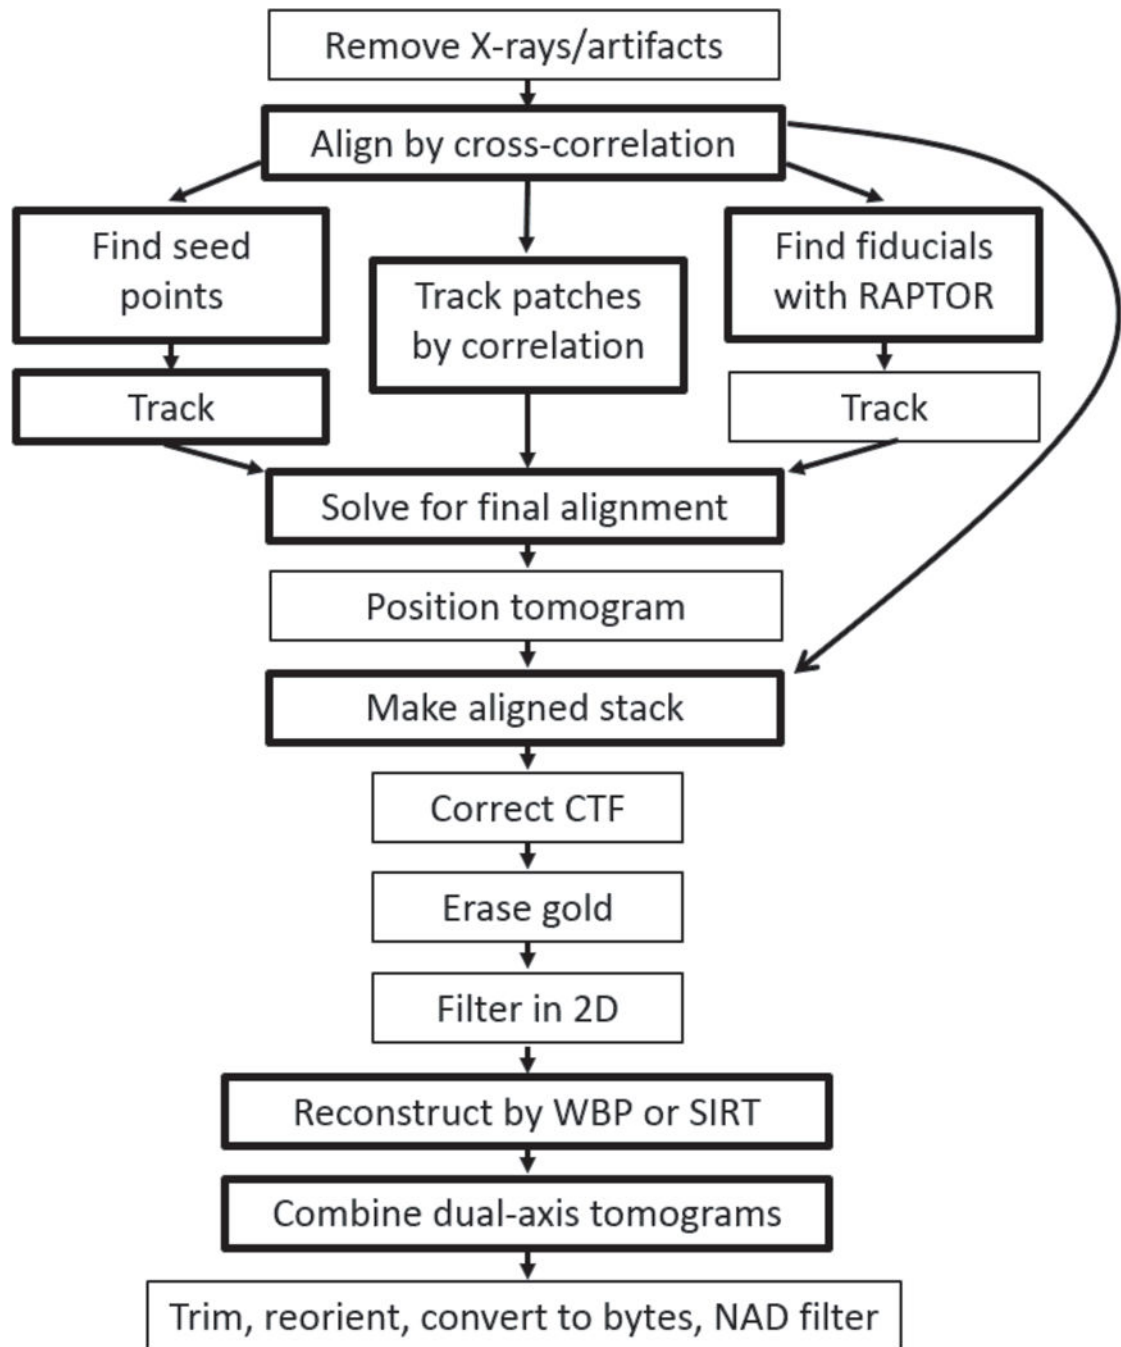 Remove X-rays/artifacts
Align by cross-correlation
Find seed
points
Track patches
by correlation
Find fiducials
with RAPTOR
Track
Track
Solve for final alignment
Position tomogram
Make aligned stack
Correct CTF
Erase gold
Filter in 2D
Reconstruct by WBP or SIRT
Combine dual-axis tomograms
Trim, reorient, convert to bytes, NAD filter